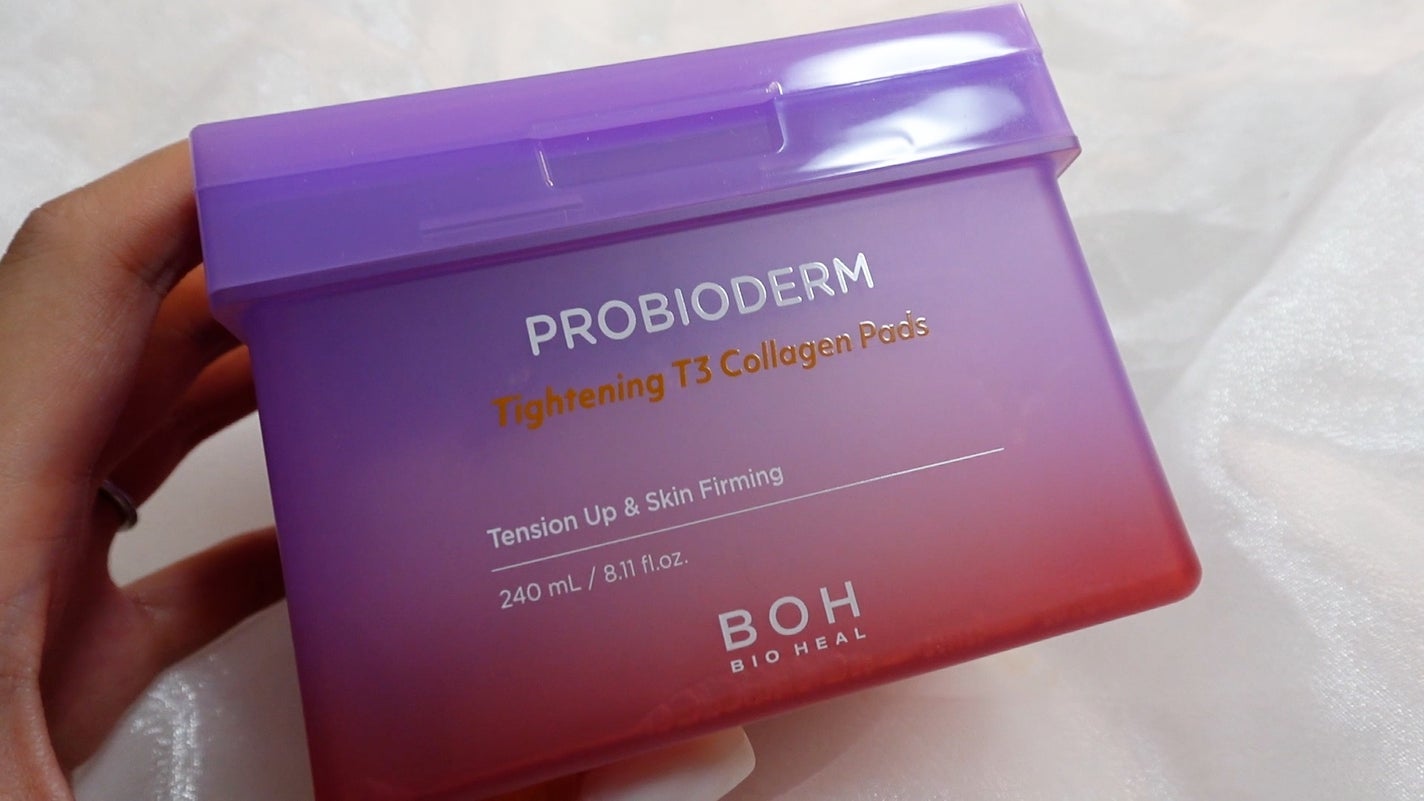 PROBIODERM
Tightening T3 Collagen Pads
Tension Up & Skin Firming
240 mL / 8.11 fl.oz.
BOH
BIO HEAL